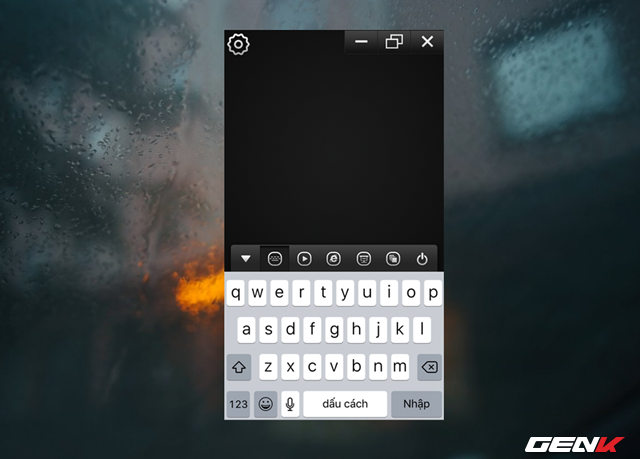 q w e r t y u i o p
a s d f g h j k l
z x c v b n m
123 dấu cách Nhập
GENK